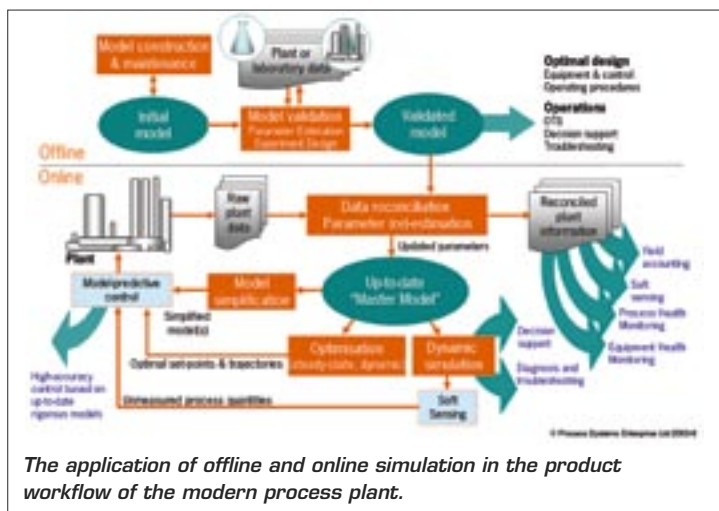 Model construction
& maintenance
Plant or
laboratory data
Initial
model
Model validation
Parameter Estimation
Experiment Design
Validated
model
Optimal design
Equipment & control
Operating procedures
Operations
OTS
Decision support
Troubleshooting
Offline
Online
Plant
Raw
plant
data
Data reconciliation
Parameter
Reconciled
plant
information
Updated parameters
Model-predictive
control
Model
simplification
Simplified
model(s)
Up-to-date
"Master Model"
Yield
accounting
Soft
sensing
Process Health
Monitoring
Equipment Health
Monitoring
Optimisation
steady-state, dynamic
Dynamic
simulation
Decision
support
Diagnosis and
troubleshooting
Optimal set-points & trajectories
High-accuracy
control based on
up-to-date
rigorous models
Unmeasured process quantities
Soft
Sensing
© Process Systems Enterprise Ltd
The application of offline and online simulation in the product
workflow of the modern process plant.